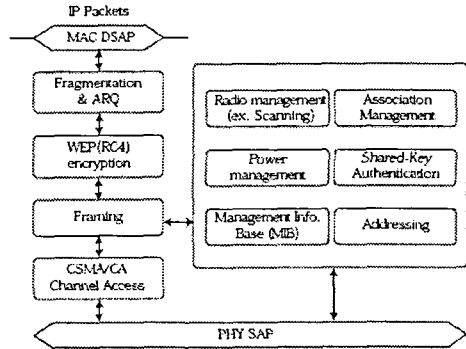 IP Packets
MAC DSAP
Fragmentation
& ARQ
WEP(RC4)
encryption
Framing
CSMA/CA
Channel Access
Radio management
(ex. Scanning)
Association
Management
Power
management
Shared-Key
Authentication
Management Info.
Base (MIB)
Addressing
PHY SAP